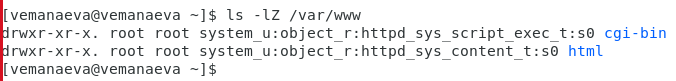 [vemanaeva@vemanaeva ~]$ ls -lZ /var/www
drwxr-xr-x. root root system_u:object_r:httpd_sys_script_exec_t:s0 cgi-bin
drwxr-xr-x. root root system_u:object_r:httpd_sys_content_t:s0 html
[vemanaeva@vemanaeva ~]$